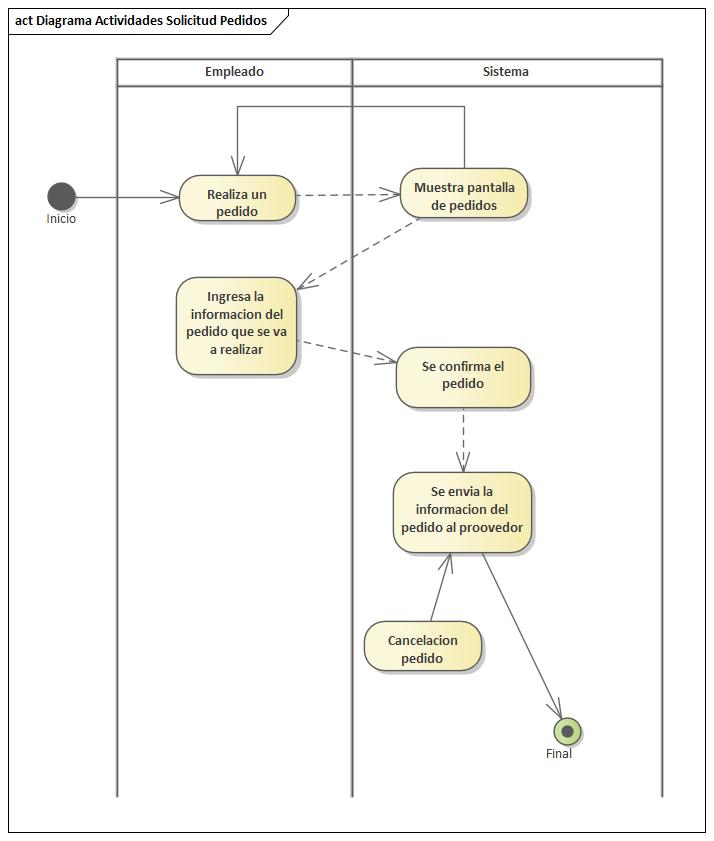 act Diagrama Actividades Solicitud Pedidos
Empleado
Sistema
Inicio
Realiza un
pedido
Muestra pantalla
de pedidos
Ingresa la
informacion del
pedido que se va
a realizar
Se confirma el
pedido
Se envia la
informacion del
pedido al proovedor
Cancelacion
pedido
Final